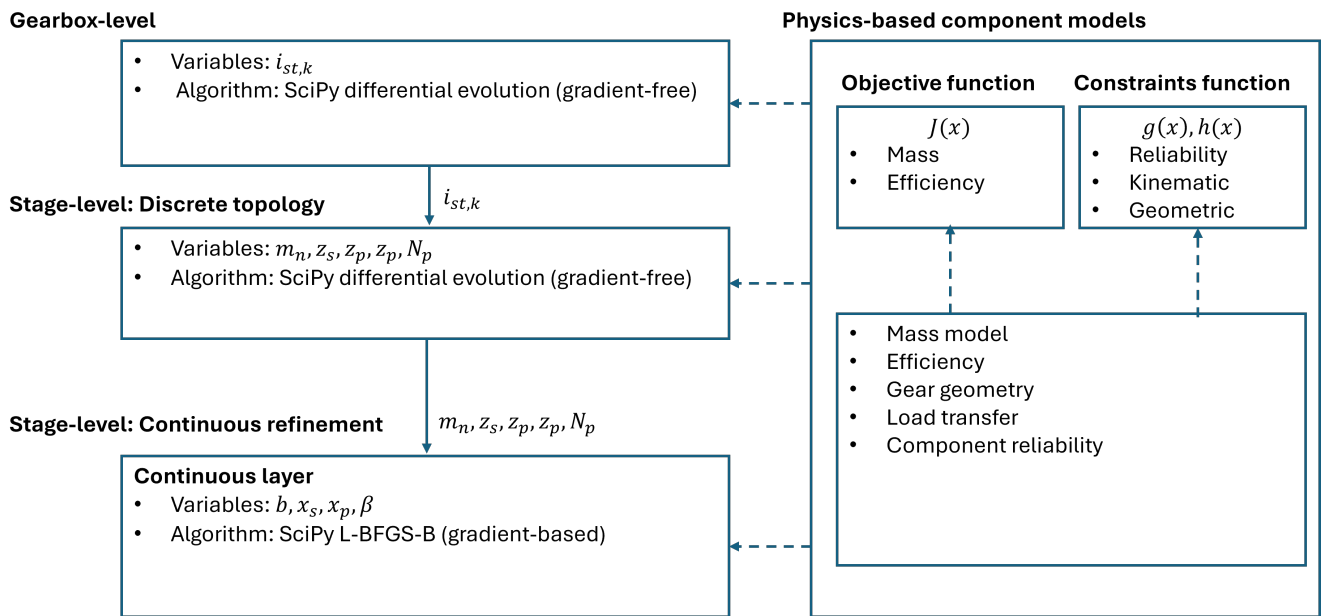 Gearbox-level
• Variables: i_{st,k}
• Algorithm: SciPy differential evolution (gradient-free)
i_{st,k}
Stage-level: Discrete topology
• Variables: m_n, z_s, z_p, z_p, N_p
• Algorithm: SciPy differential evolution (gradient-free)
Stage-level: Continuous refinement
m_n, z_s, z_p, z_p, N_p
Continuous layer
• Variables: b, x_s, x_p, β
• Algorithm: SciPy L-BFGS-B (gradient-based)
Physics-based component models
Objective function
J(x)
• Mass
• Efficiency
Constraints function
g(x), h(x)
• Reliability
• Kinematic
• Geometric
• Mass model
• Efficiency
• Gear geometry
• Load transfer
• Component reliability